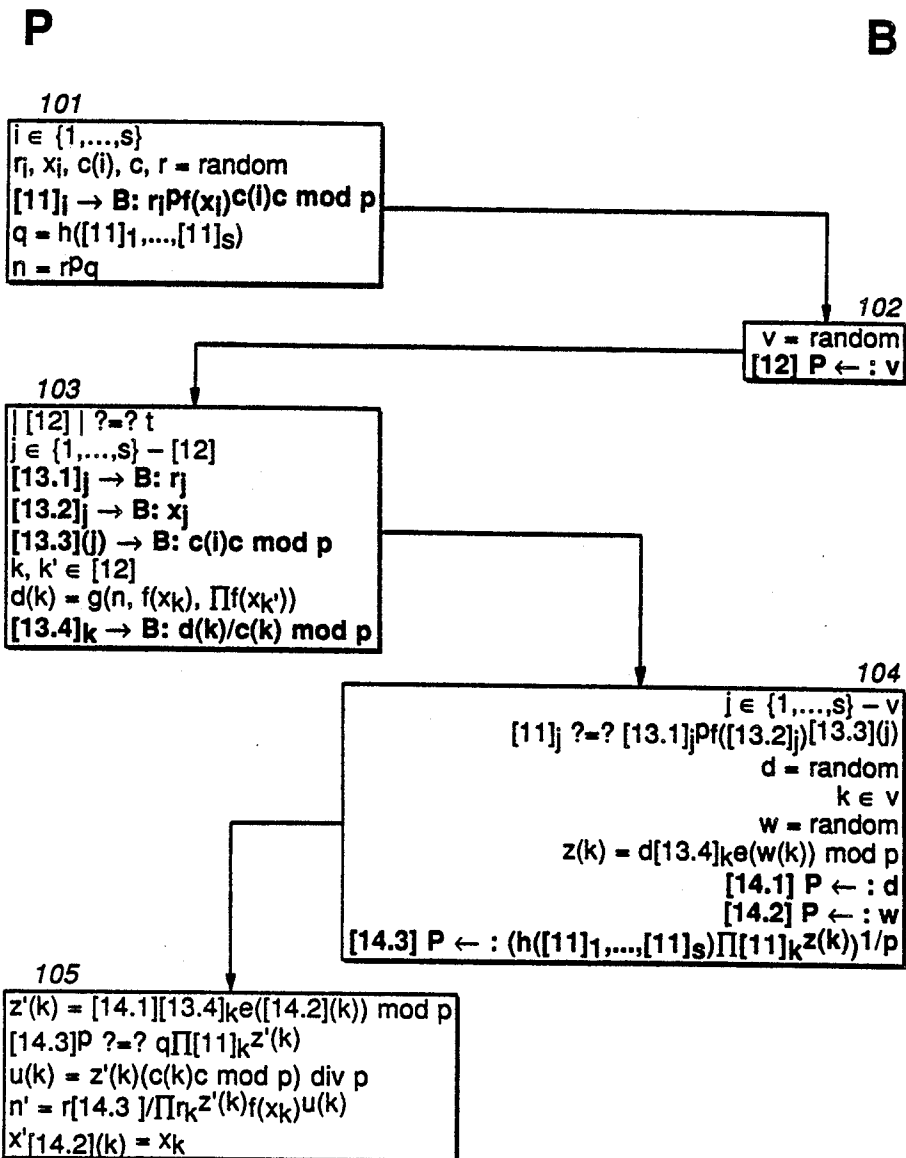 P
B
101
i ∈ {1,...,s}
ri, xi, c(i), c, r = random
[11]i → B: ripf(xi)c(i)c mod p
q = h([11]1,...,[11]s)
n = rpq
102
v = random
[12] P ← : v
103
| [12] | ?=? t
j ∈ {1,...,s} – [12]
[13.1]j → B: rj
[13.2]j → B: xj
[13.3](j) → B: c(i)c mod p
k, k' ∈ [12]
d(k) = g(n, f(xk), Πf(xk'))
[13.4]k → B: d(k)/c(k) mod p
104
j ∈ {1,...,s} – v
[11]j ?=? [13.1]jpf([13.2]j)[13.3](j)
d = random
k ∈ v
w = random
z(k) = d[13.4]ke(w(k)) mod p
[14.1] P ← : d
[14.2] P ← : w
[14.3] P ← : (h([11]1,...,[11]s)Π[11]kz(k))1/p
105
z'(k) = [14.1][13.4]ke([14.2](k)) mod p
[14.3]p ?=? qΠ[11]kz'(k)
u(k) = z'(k)(c(k)c mod p) div p
n' = r[14.3 ]/Πrkz'(k)f(xk)u(k)
x'[14.2](k) = xk